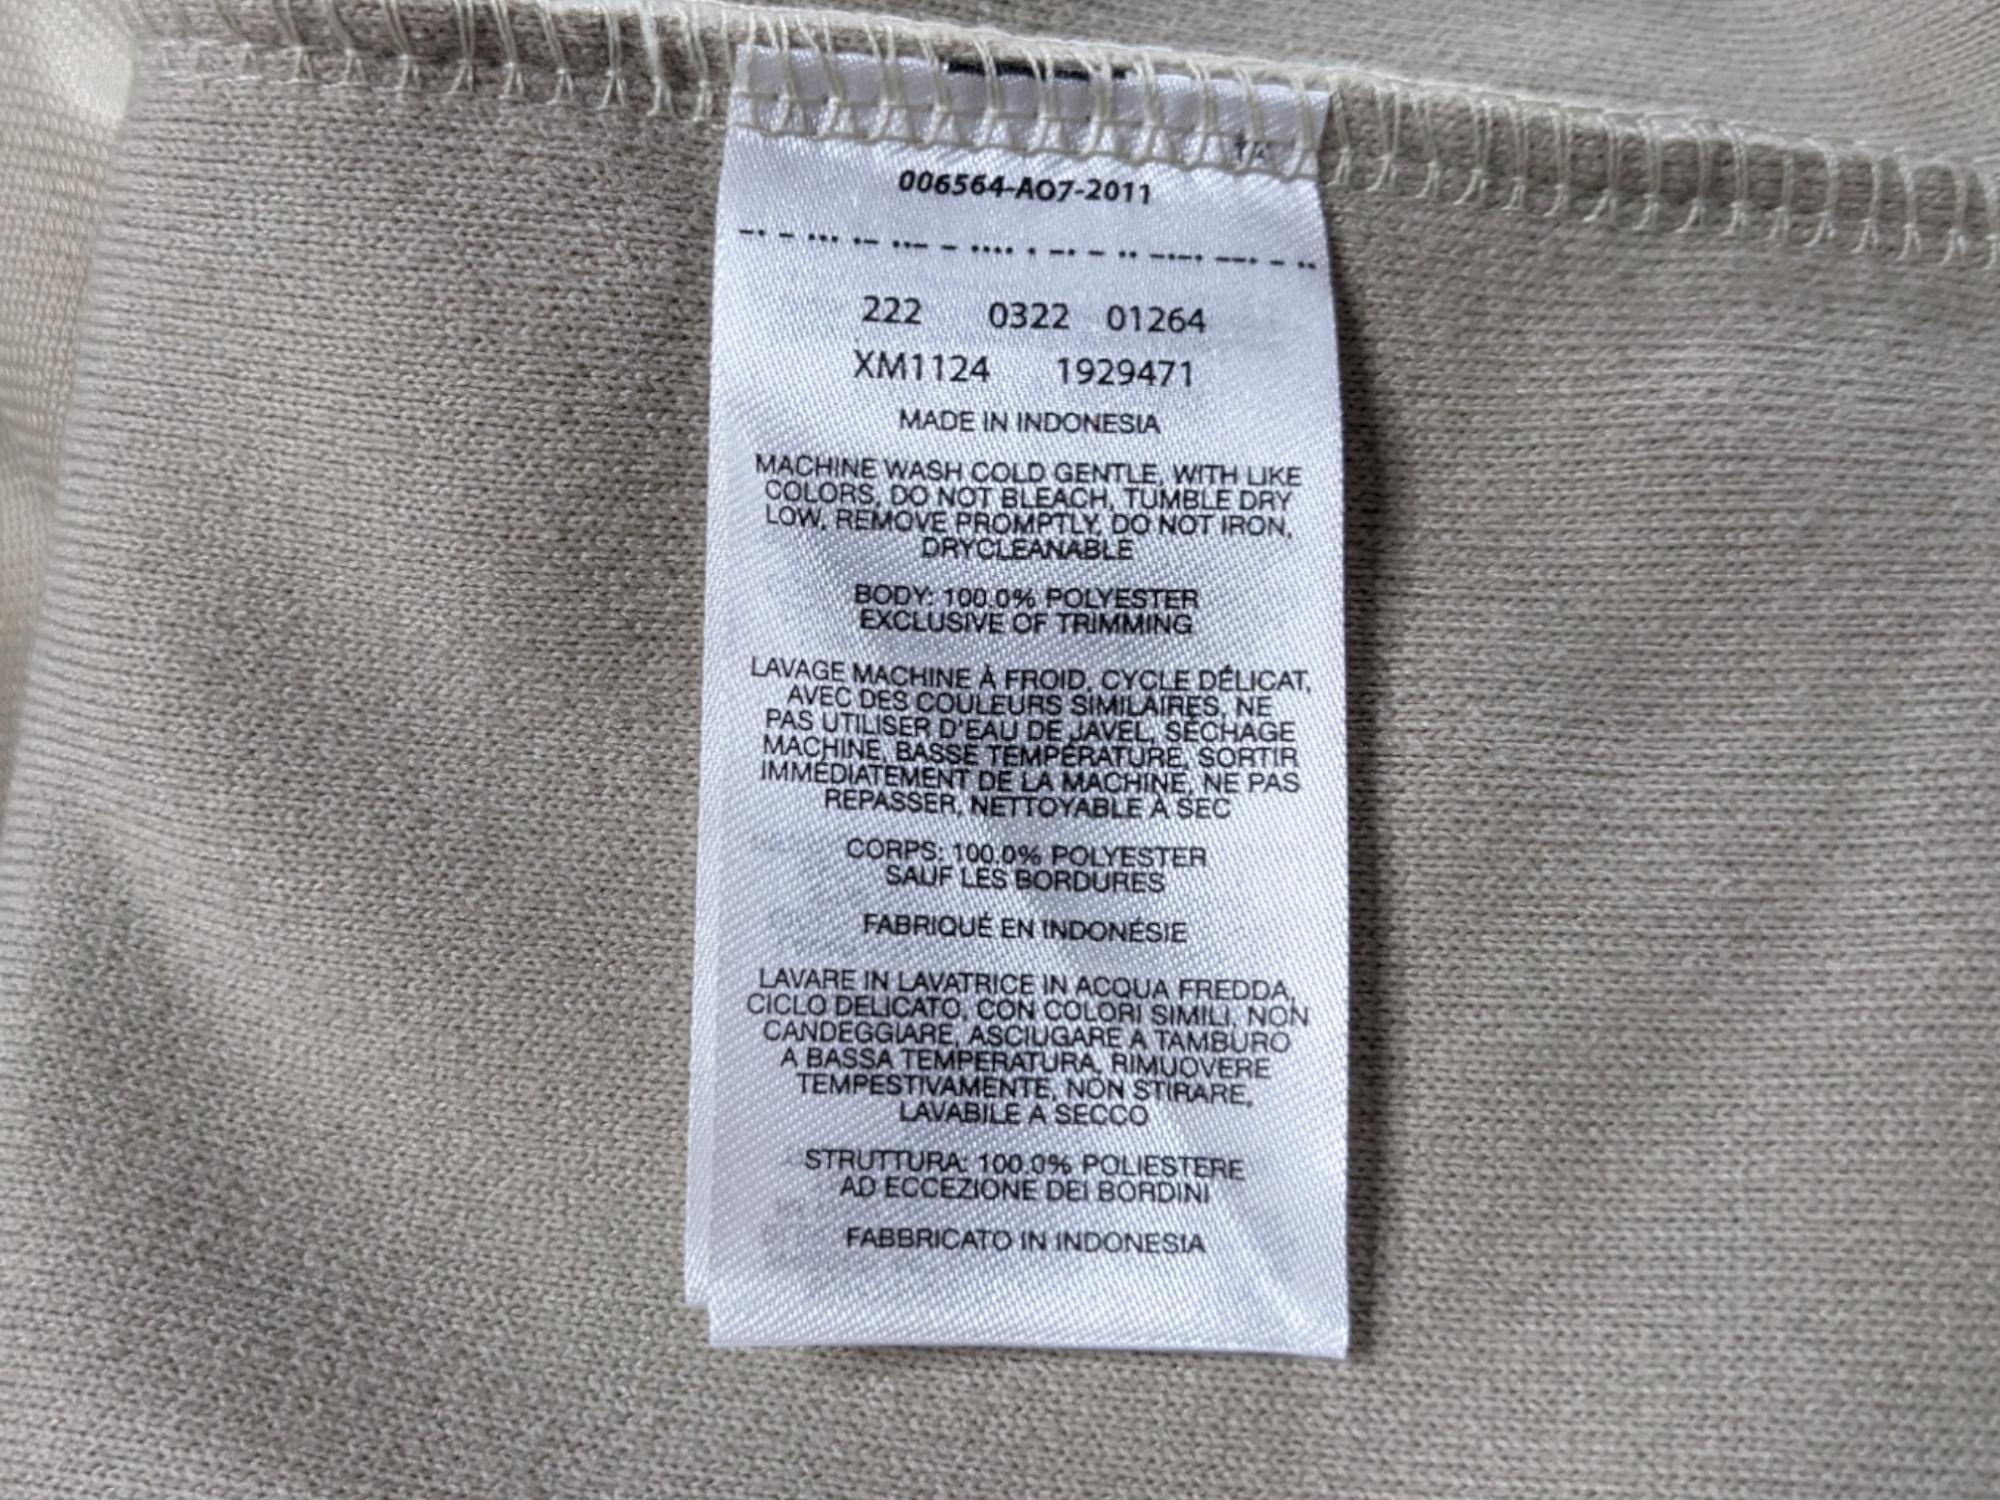 006564-AO7-2011
222 0322 01264
XM1124 1929471
MADE IN INDONESIA
MACHINE WASH COLD GENTLE, WITH LIKE
COLORS, DO NOT BLEACH, TUMBLE DRY
LOW, REMOVE PROMPTLY, DO NOT IRON,
DRYCLEANABLE
BODY: 100.0% POLYESTER
EXCLUSIVE OF TRIMMING
LAVAGE MACHINE À FROID, CYCLE DÉLICAT,
AVEC DES COULEURS SIMILAIRES, NE
PAS UTILISER D'EAU DE JAVEL, SÉCHAGE
MACHINE, BASSE TEMPÉRATURE, SORTIR
IMMÉDIATEMENT DE LA MACHINE, NE PAS
REPASSER, NETTOYABLE À SEC
CORPS: 100.0% POLYESTER
SAUF LES BORDURES
FABRIQUÉ EN INDONÉSIE
LAVARE IN LAVATRICE IN ACQUA FREDDA,
CICLO DELICATO, CON COLORI SIMILI, NON
CANDEGGIARE, ASCIUGARE A TAMBURO
A BASSA TEMPERATURA, RIMUOVERE
TEMPESTIVAMENTE, NON STIRARE,
LAVABILE A SECCO
STRUTTURA: 100.0% POLIESTERE
AD ECCEZIONE DEI BORDINI
FABBRICATO IN INDONESIA